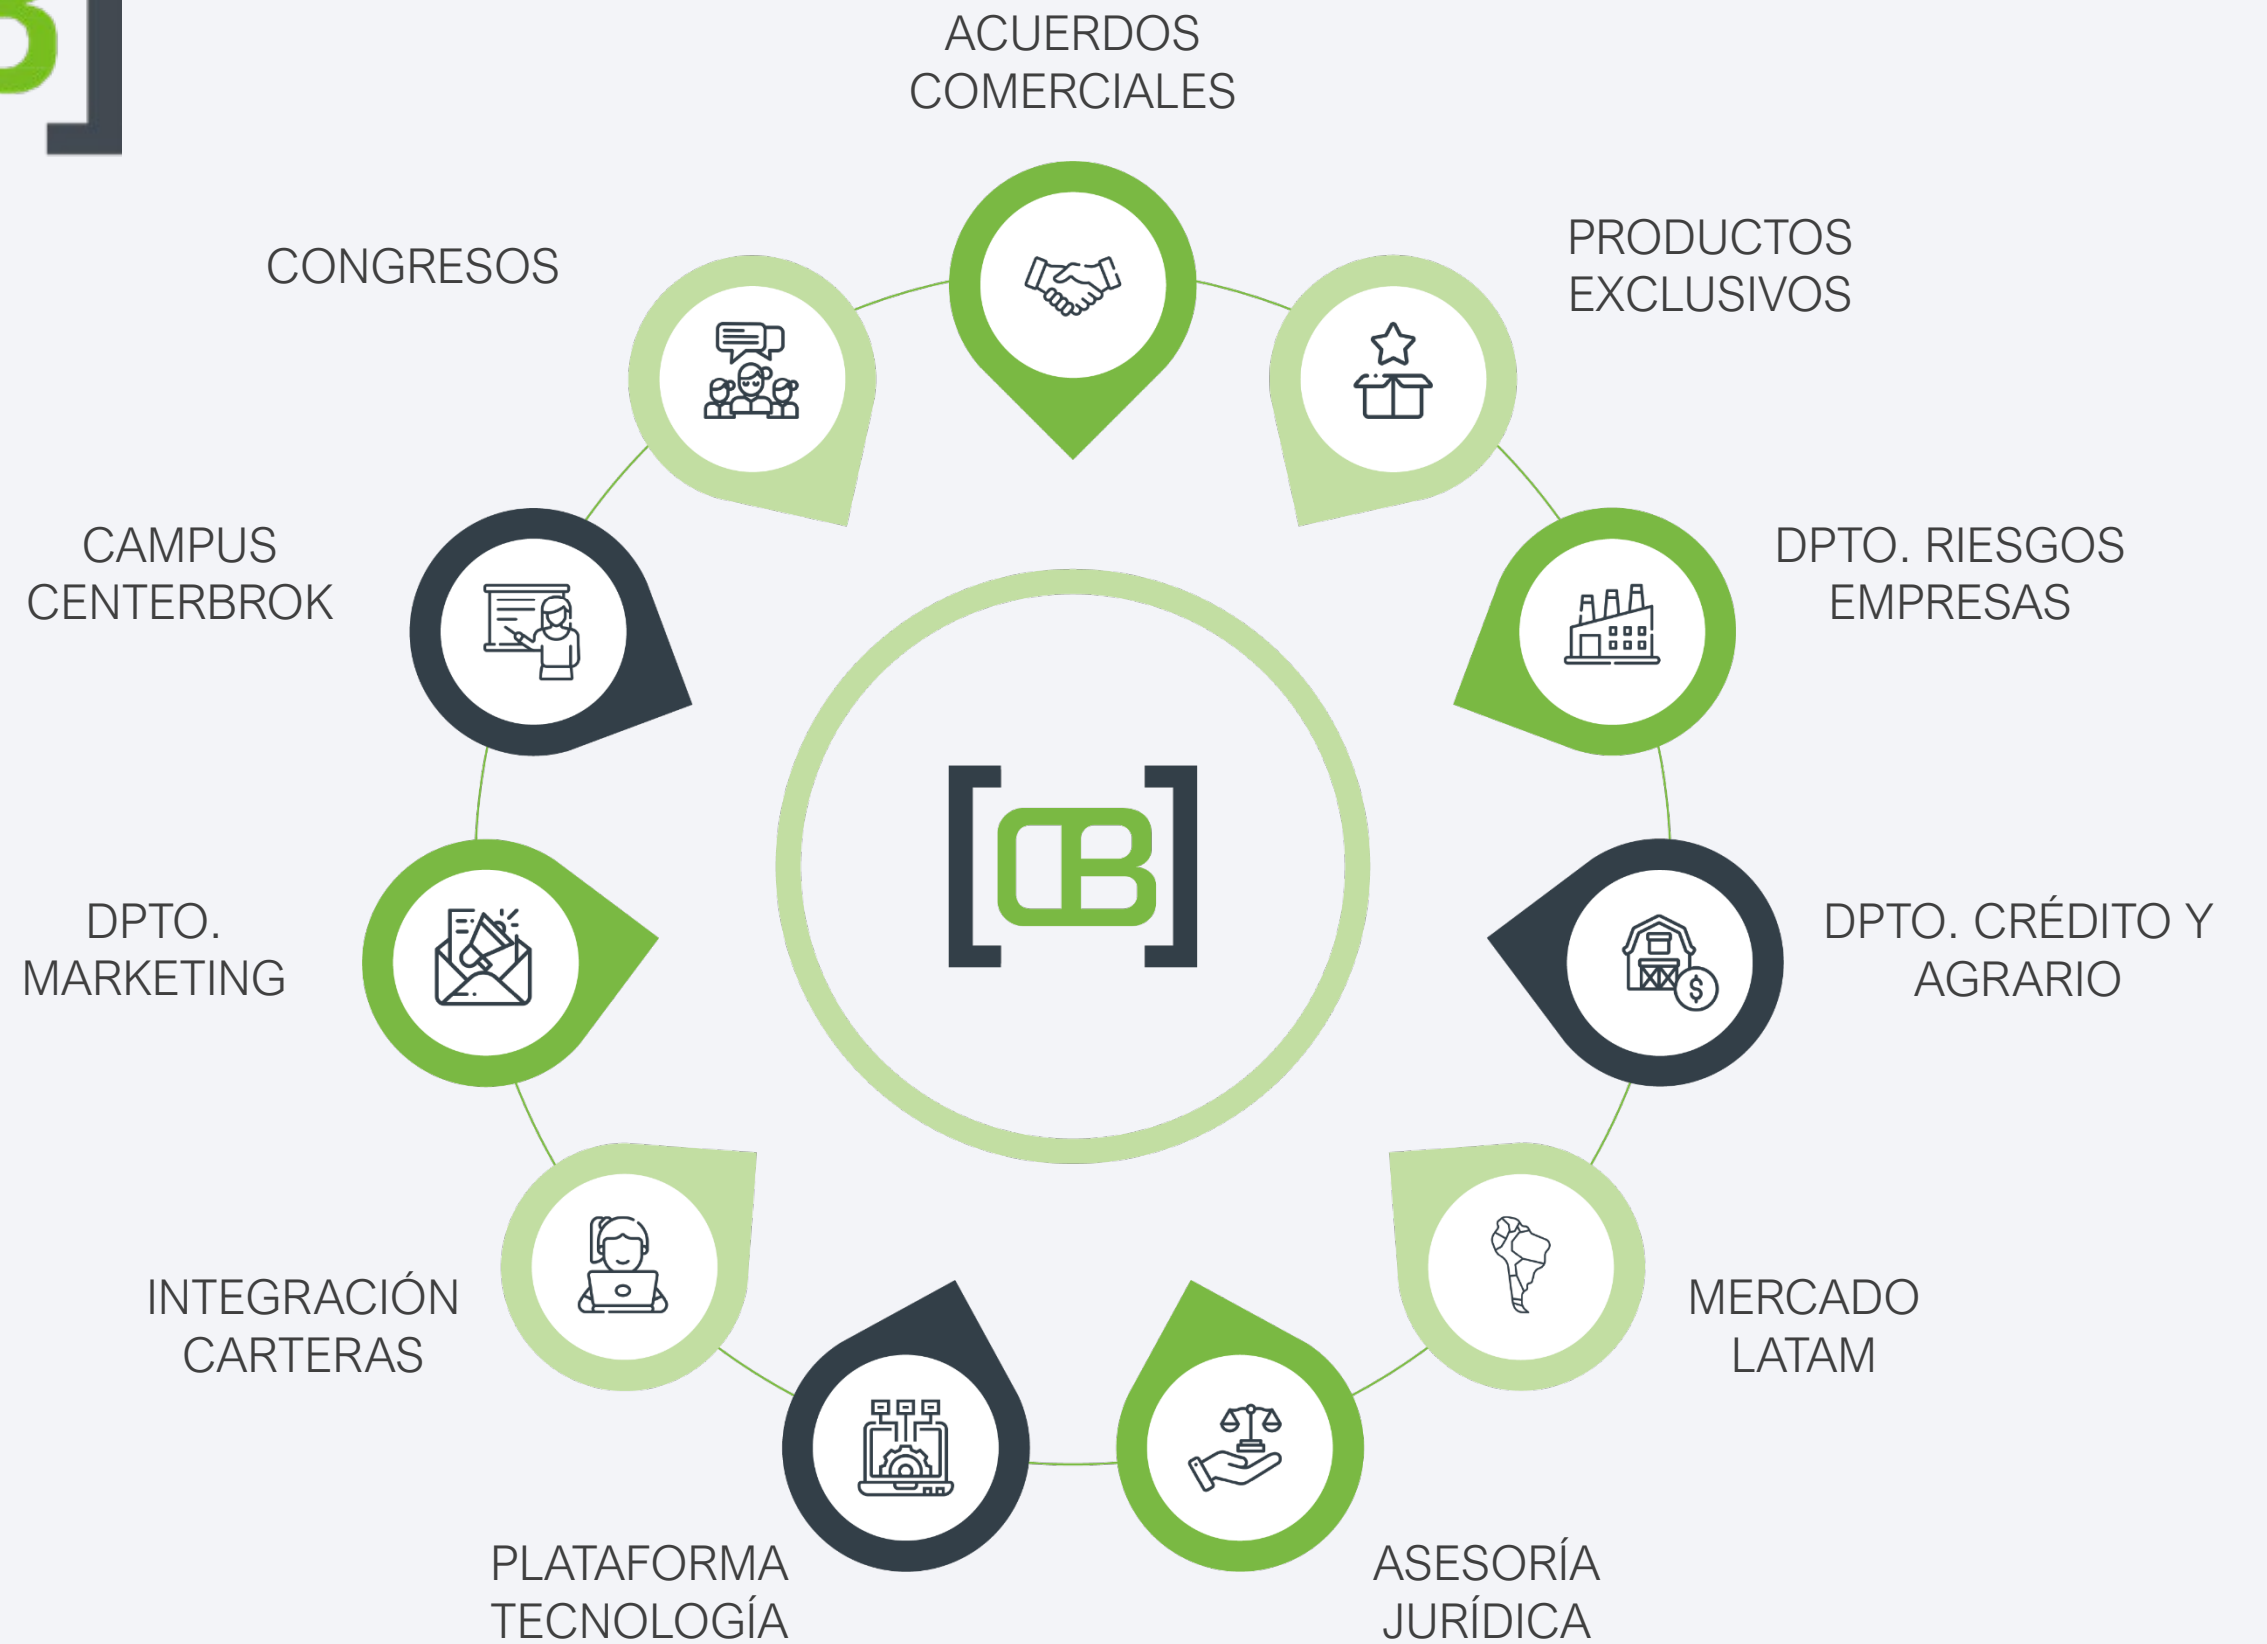 B]
ACUERDOS
COMERCIALES
PRODUCTOS
EXCLUSIVOS
DPTO. RIESGOS
EMPRESAS
DPTO. CRÉDITO Y
AGRARIO
MERCADO
LATAM
ASESORÍA
JURÍDICA
PLATAFORMA
TECNOLOGÍA
INTEGRACIÓN
CARTERAS
DPTO.
MARKETING
CAMPUS
CENTERBROK
CONGRESOS
[CB]
$